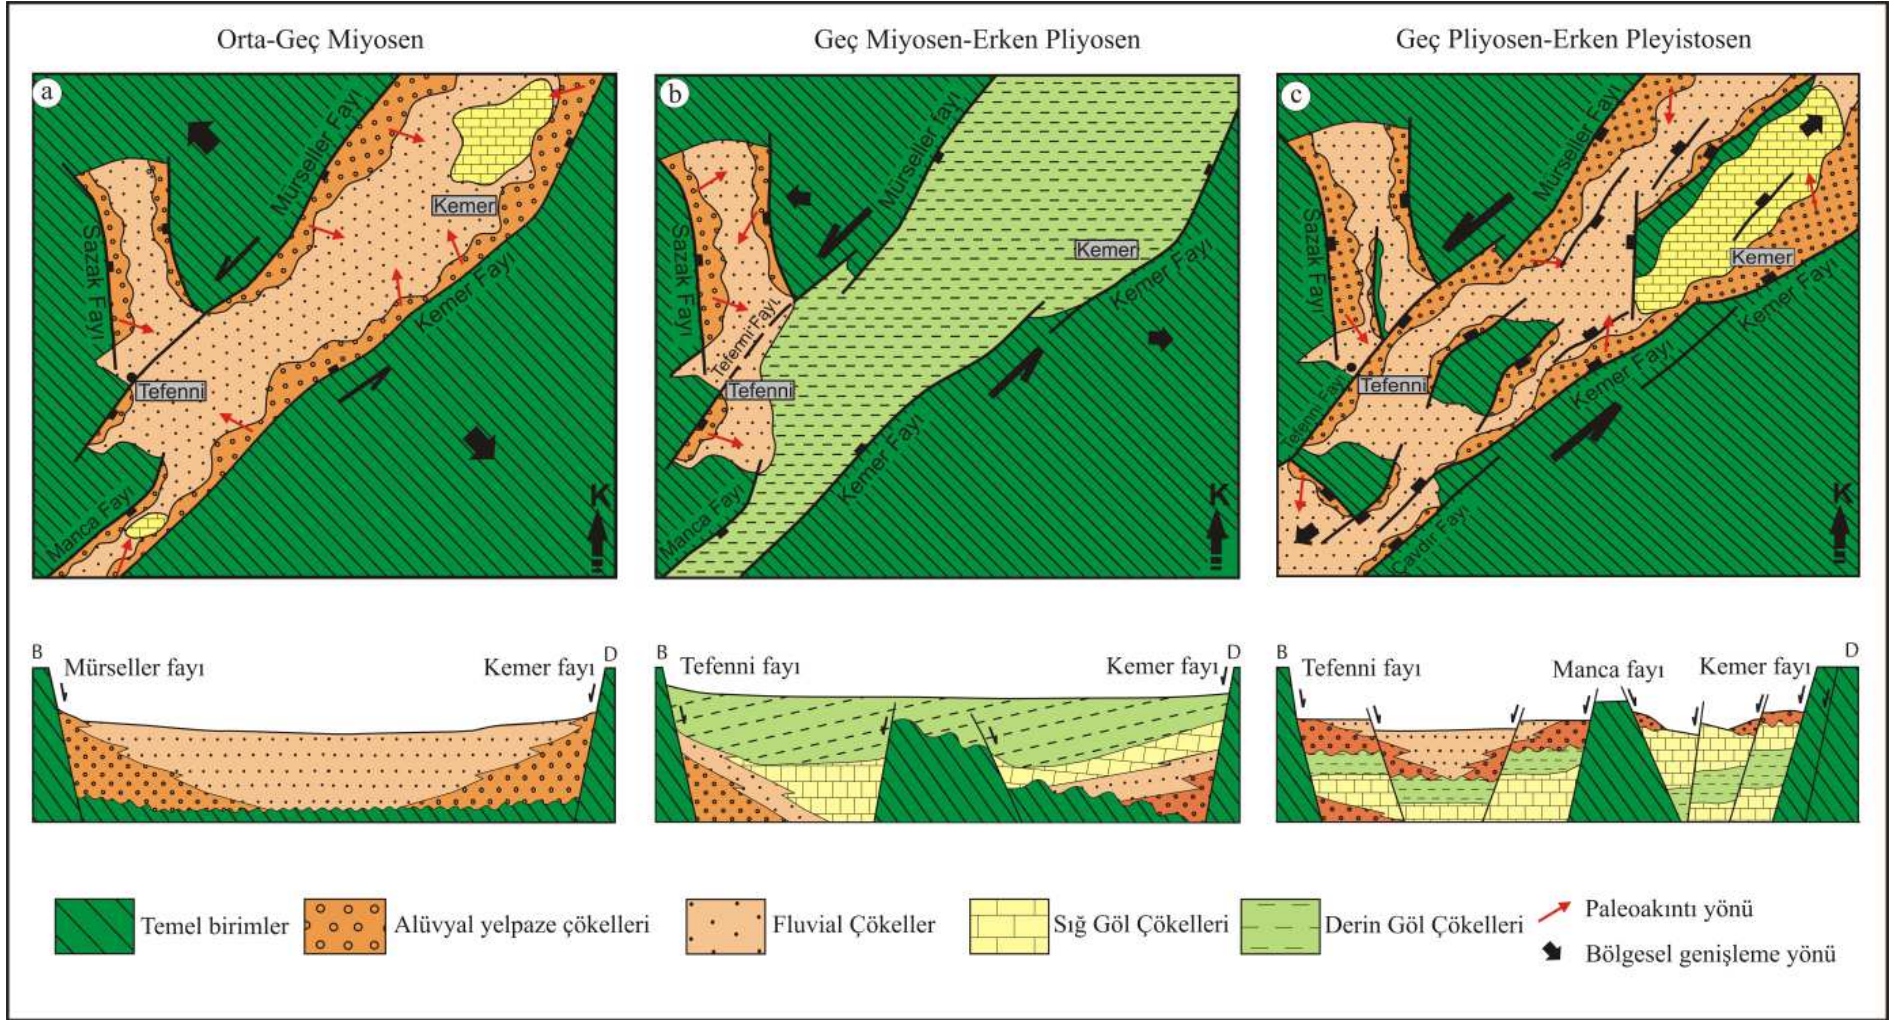 Orta-Geç Miyosen
Geç Miyosen-Erken Pliyosen
Geç Pliyosen-Erken Pleyistosen
a
Mürseller Fayı
Sazak Fayı
Kemer
Kemer Fayı
Tefenni
Manca Fayı
K
b
Mürseller fayı
Sazak Fayı
Kemer
Kemer Fayı
Tefenni Fayı
Tefenni
Kemer Fayı
Manca Fayı
K
c
Mürseller Fayı
Sazak Fayı
Kemer
Kemer Fayı
Tefenni
Tefenni Fay
Kemer Fayı
Çavdır Fayı
K
B
Mürseller fayı
Kemer fayı
D
B
Tefenni fayı
Kemer fayı
D
B
Tefenni fayı
Manca fayı
Kemer fayı
D
Temel birimler
Alüvyal yelpaze çökelleri
Fluvial Çökeller
Sığ Göl Çökelleri
Derin Göl Çökelleri
Paleoakıntı yönü
Bölgesel genişleme yönü